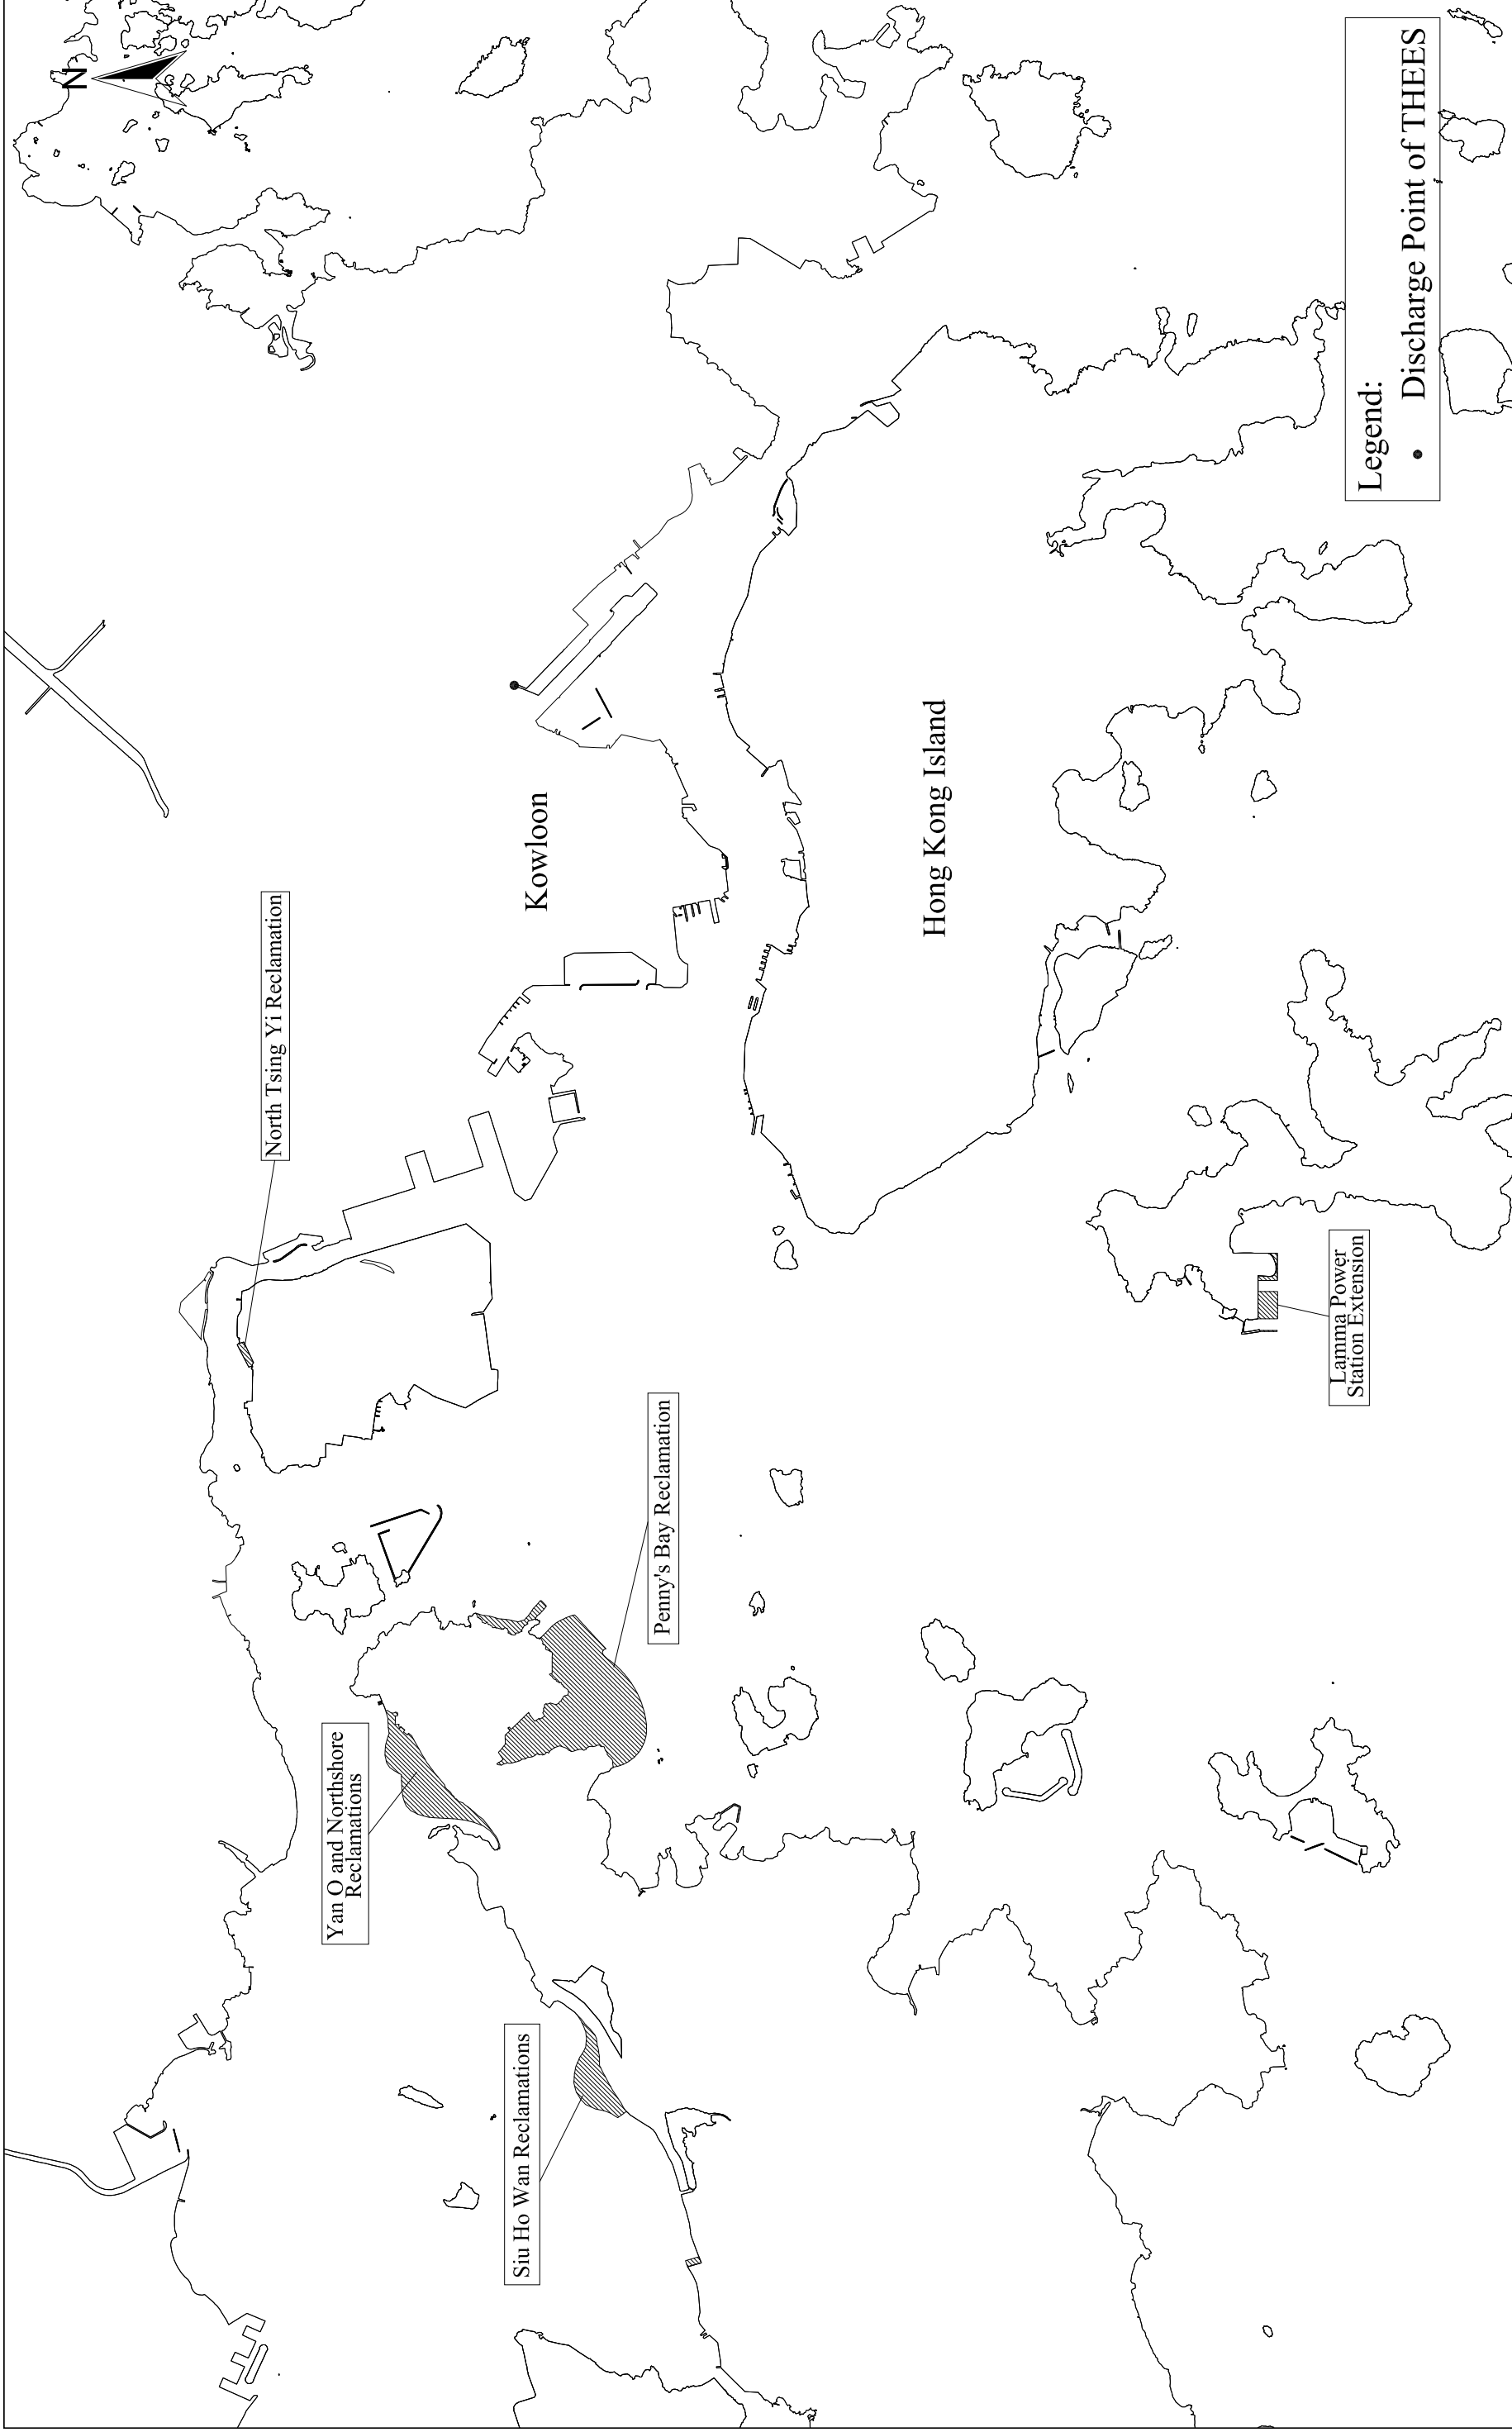 N
North Tsing Yi Reclamation
Kowloon
Hong Kong Island
Yan O and Northshore
Reclamations
Penny's Bay Reclamation
Siu Ho Wan Reclamations
Lamma Power
Station Extension
Legend:
Discharge Point of THEES